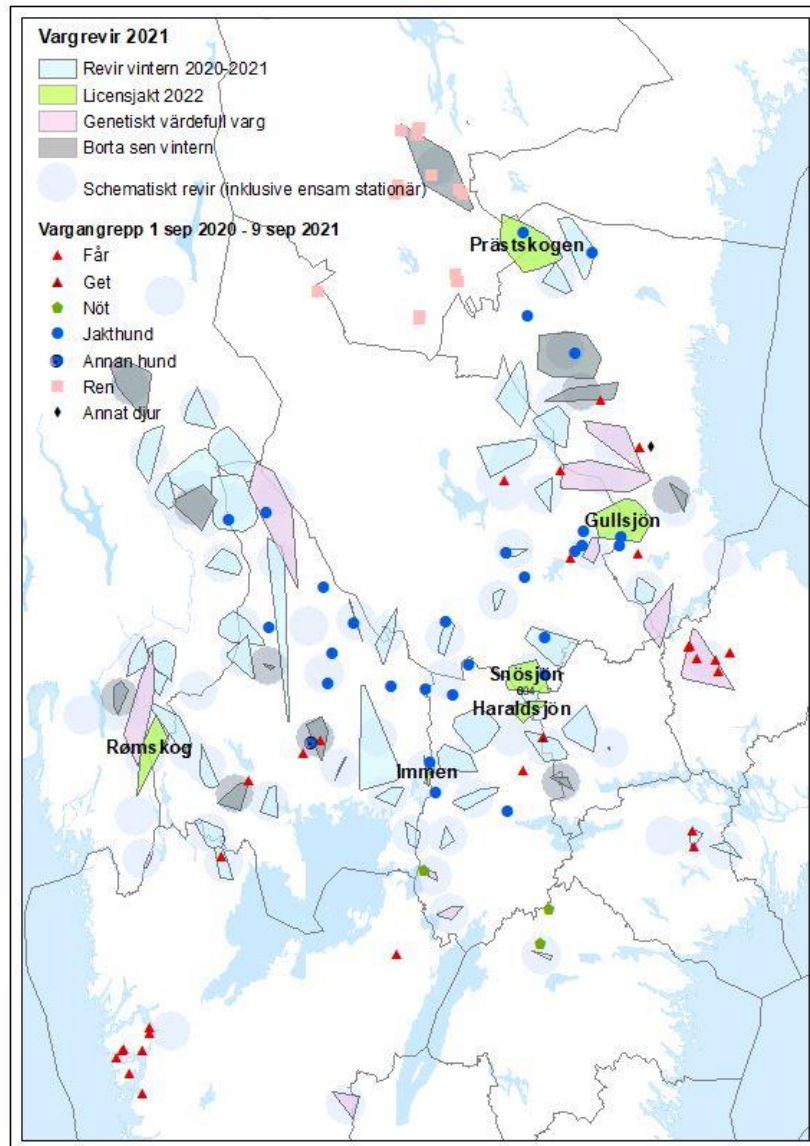 Vargrevir 2021
Revir vintern 2020-2021
Licensjakt 2022
Genetiskt värdefull varg
Borta sen vintern
Schematiskt revir (inklusive ensam stationär)
Vargangrepp 1 sep 2020 - 9 sep 2021
Får
Get
Nöt
Jakthund
Annan hund
Ren
Annat djur
Prästskogen
Gullsjön
Snösjön
Haraldsjön
Rømskog
Immen